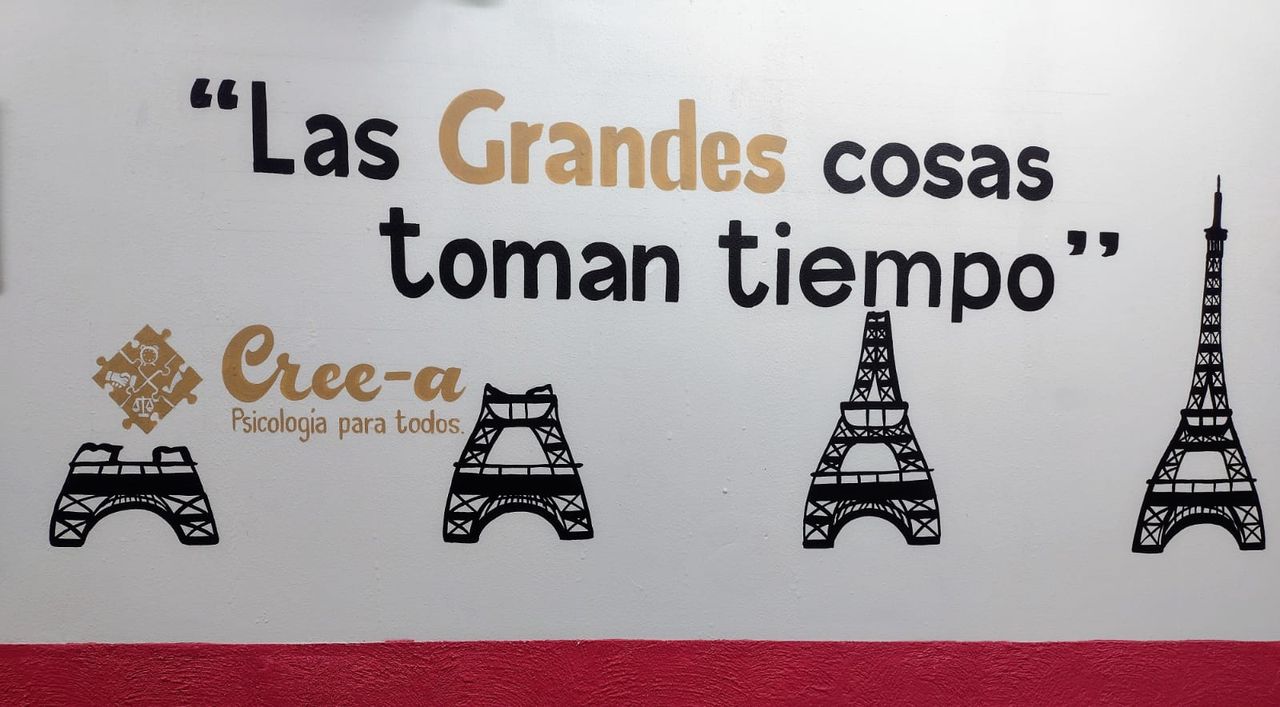 “Las Grandes cosas
toman tiempo”
Cree-a
Psicología para todos.